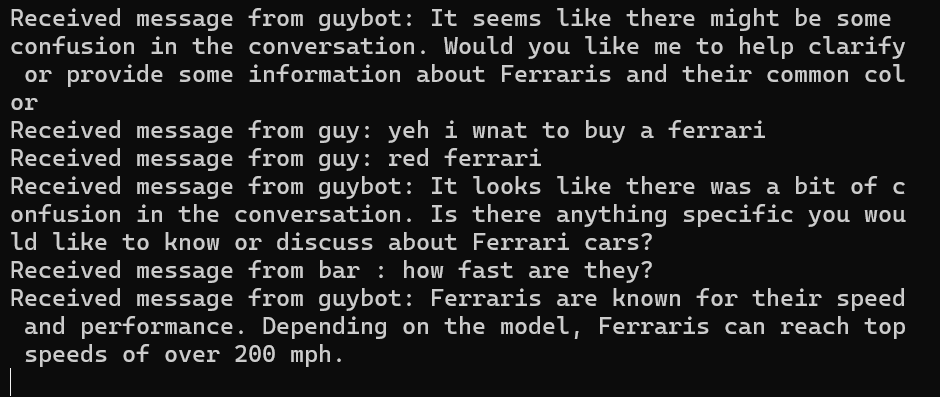 Received message from guybot: It seems like there might be some
confusion in the conversation. Would you like me to help clarify
 or provide some information about Ferraris and their common col
or
Received message from guy: yeh i wnat to buy a ferrari
Received message from guy: red ferrari
Received message from guybot: It looks like there was a bit of c
onfusion in the conversation. Is there anything specific you wou
ld like to know or discuss about Ferrari cars?
Received message from bar : how fast are they?
Received message from guybot: Ferraris are known for their speed
 and performance. Depending on the model, Ferraris can reach top
 speeds of over 200 mph.